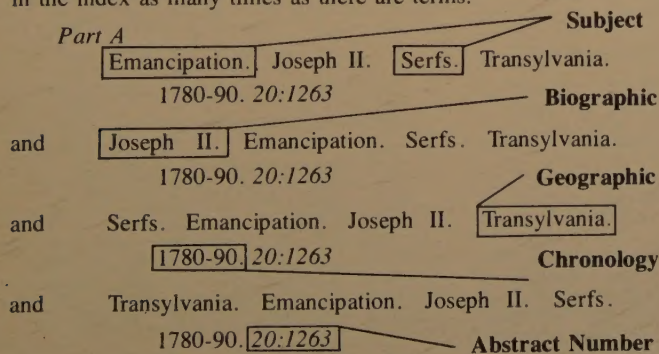 in the index as many times as there are terms.
Subject
Part A
Emancipation. Joseph II. Serfs. Transylvania.
1780-90. 20:1263
Biographic
and Joseph II. Emancipation. Serfs. Transylvania.
1780-90. 20:1263
Geographic
and Serfs. Emancipation. Joseph II. Transylvania.
1780-90. 20:1263 Chronology
and Transylvania. Emancipation. Joseph II. Serfs.
1780-90. 20:1263 Abstract Number